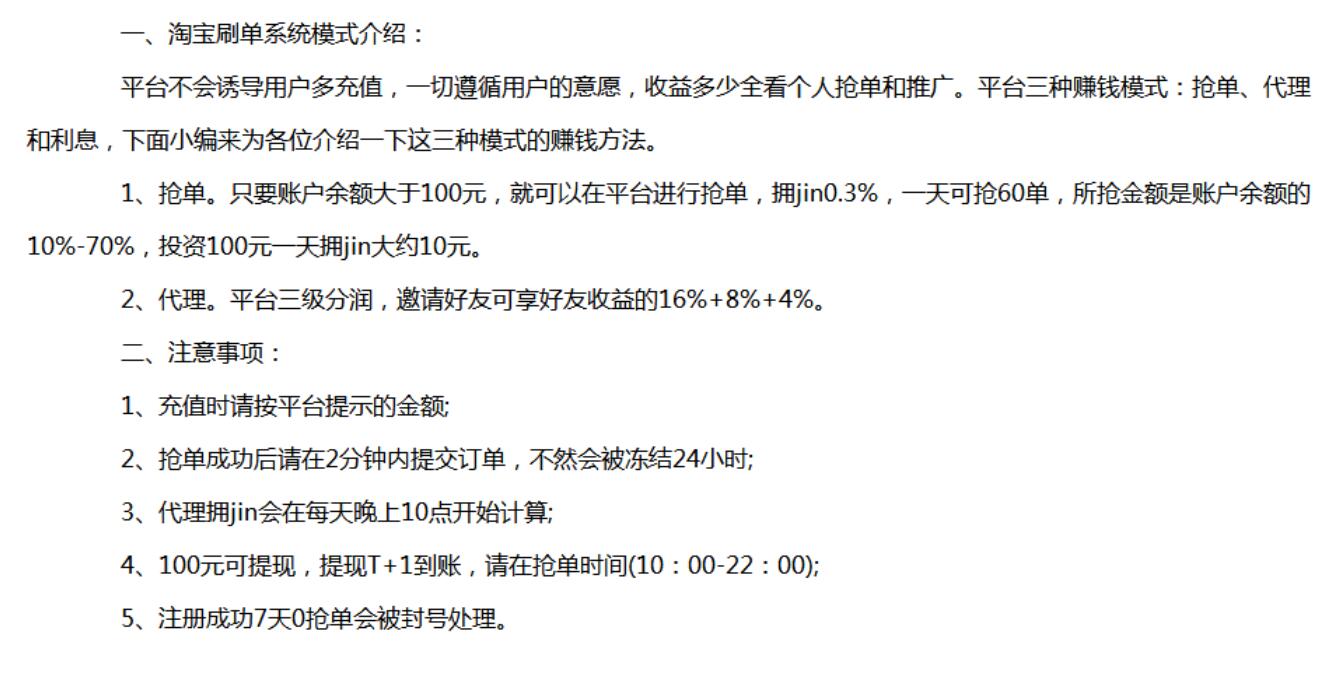 一、淘宝刷单系统模式介绍：
平台不会诱导用户多充值，一切遵循用户的意愿，收益多少全看个人抢单和推广。平台三种赚钱模式：抢单、代理
和利息，下面小编来为各位介绍一下这三种模式的赚钱方法。
1、抢单。只要账户余额大于100元，就可以在平台进行抢单，拥jin0.3%，一天可抢60单，所抢金额是账户余额的
10%-70%，投资100元一天拥jin大约10元。
2、代理。平台三级分润，邀请好友可享好友收益的16%+8%+4%。
二、注意事项：
1、充值时请按平台提示的金额;
2、抢单成功后请在2分钟内提交订单，不然会被冻结24小时;
3、代理拥jin会在每天晚上10点开始计算;
4、100元可提现，提现T+1到账，请在抢单时间(10：00-22：00);
5、注册成功7天0抢单会被封号处理。